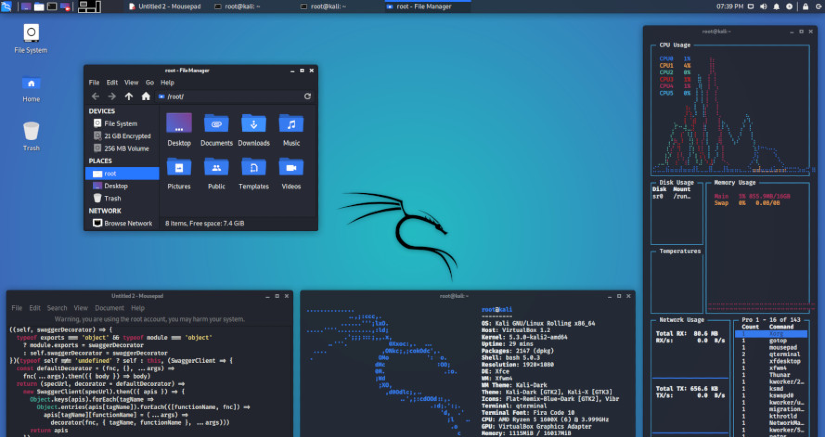 Untitled 2 - Mousepad
root@kali: ~
root@kali: ~
root - File Manager
07:39 PM
File System
Home
Trash
root - FileManager
File Edit View Go Help
/root/
DEVICES
File System
21 GB Encrypted
256 MB Volume
PLACES
root
Desktop
Trash
NETWORK
Browse Network
Desktop
Documents
Downloads
Music
Pictures
Public
Templates
Videos
8 items, Free space: 7.4 GiB
root@kali:~
CPU Usage
CPU0 1%
CPU1 4%
CPU2 0%
CPU3 1%
CPU4 1%
CPU5 0%
Disk Usage
Disk Mount
sr0 /run…
Memory Usage
Main 5%
Swap 0%
Temperatures
Network Usage
Total RX: 80.6 MB
RX/s: 0.0 B/s
Total TX: 656.6 KB
TX/s: 0.0 B/s
Pro 1 - 16 of 143
Count Command
1 Xorg
1 gotop
1 mousepad
2 qterminal
1 xfdesktop
1 xfwm4
1 Thunar
1 kworker/2
1 ksmd
1 kswapd0
1 kworker/u
1 migration
1 kthrotld
1 NetworkMa
Untitled 2 - Mousepad
File Edit Search View Document Help
Warning, you are using the root account, you may harm your system.
((self, swaggerDecorator) ⇒ {
typeof exports === 'object' && typeof module === 'object'
? module.exports = swaggerDecorator
: self.swaggerDecorator = swaggerDecorator
})(typeof self === 'undefined' ? self : this, (SwaggerClient ⇒ {
const defaultDecorator = (fnc, {}, ...args) ⇒
fnc( ...args).then(({ body }) ⇒ body)
return (specUrl, decorator = defaultDecorator) ⇒
new SwaggerClient(specUrl).then(({ apis }) ⇒ {
Object.keys(apis).forEach(tagName ⇒
Object.entries(apis[tagName]).forEach(([functionName, fnc]) ⇒
apis[tagName][functionName] = (...args) ⇒
decorator(fnc, { tagName, functionName }, ...args)))
return apis
root@kali:~
root@kali
OS: Kali GNU/Linux Rolling x86_64
Host: VirtualBox 1.2
Kernel: 5.3.0-kali2-amd64
Uptime: 29 mins
Packages: 2147 (dpkg)
Shell: bash 5.0.3
Resolution: 1920×1080
DE: Xfce
WM: Xfwm4
WM Theme: Kali-Dark
Theme: Kali-Dark [GTK2], Kali-X [GTK3]
Icons: Flat-Remix-Blue-Dark [GTK2], Vibr
Terminal: qterminal
Terminal Font: Fira Code 10
CPU: AMD Ryzen 5 1600X (6) @ 3.999GHz
GPU: VirtualBox Graphics Adapter
Memory: 1115MiB / 16017MiB